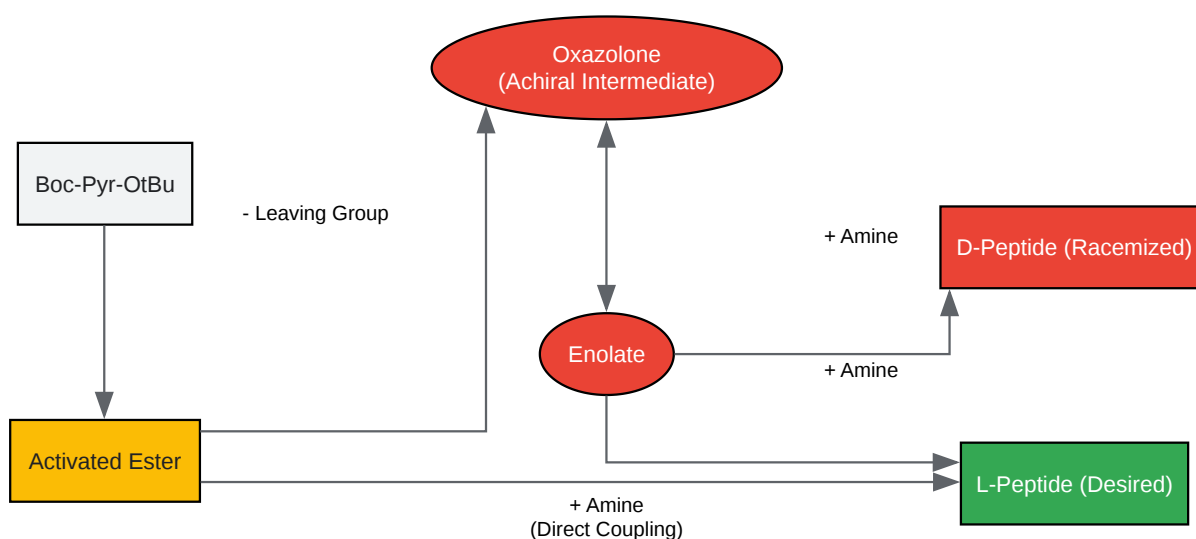 Oxazolone
(Achiral Intermediate)
Boc-Pyr-OtBu
- Leaving Group
+ Amine
D-Peptide (Racemized)
Enolate
+ Amine
Activated Ester
L-Peptide (Desired)
+ Amine
(Direct Coupling)